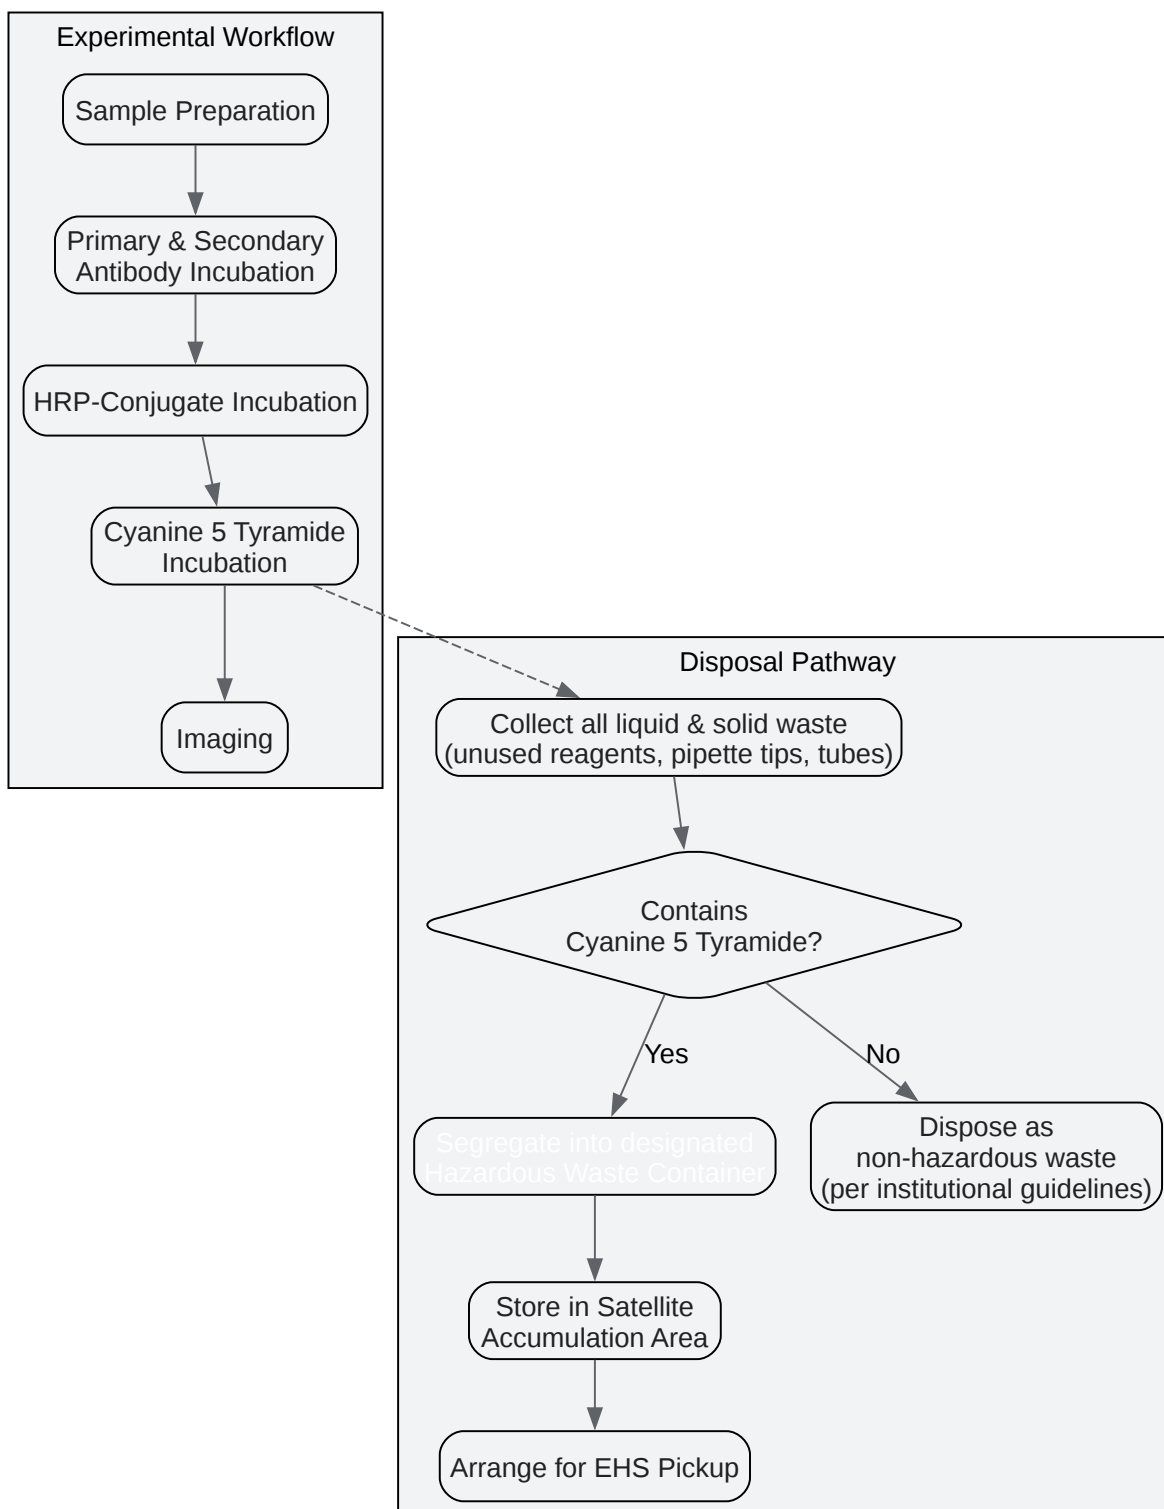 Experimental Workflow
Sample Preparation
Primary & Secondary
Antibody Incubation
HRP-Conjugate Incubation
Cyanine 5 Tyramide
Incubation
Imaging
Disposal Pathway
Collect all liquid & solid waste
(unused reagents, pipette tips, tubes)
Contains
Cyanine 5 Tyramide?
Yes
No
Segregate into designated
Hazardous Waste Container
Dispose as
non-hazardous waste
(per institutional guidelines)
Store in Satellite
Accumulation Area
Arrange for EHS Pickup